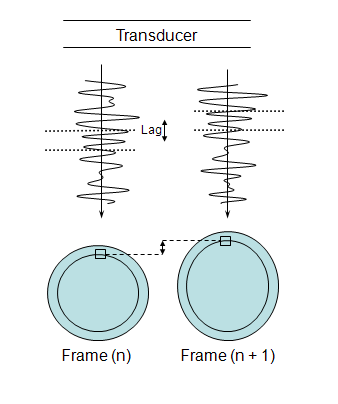 Transducer
Lag
Frame (n)
Frame (n + 1)